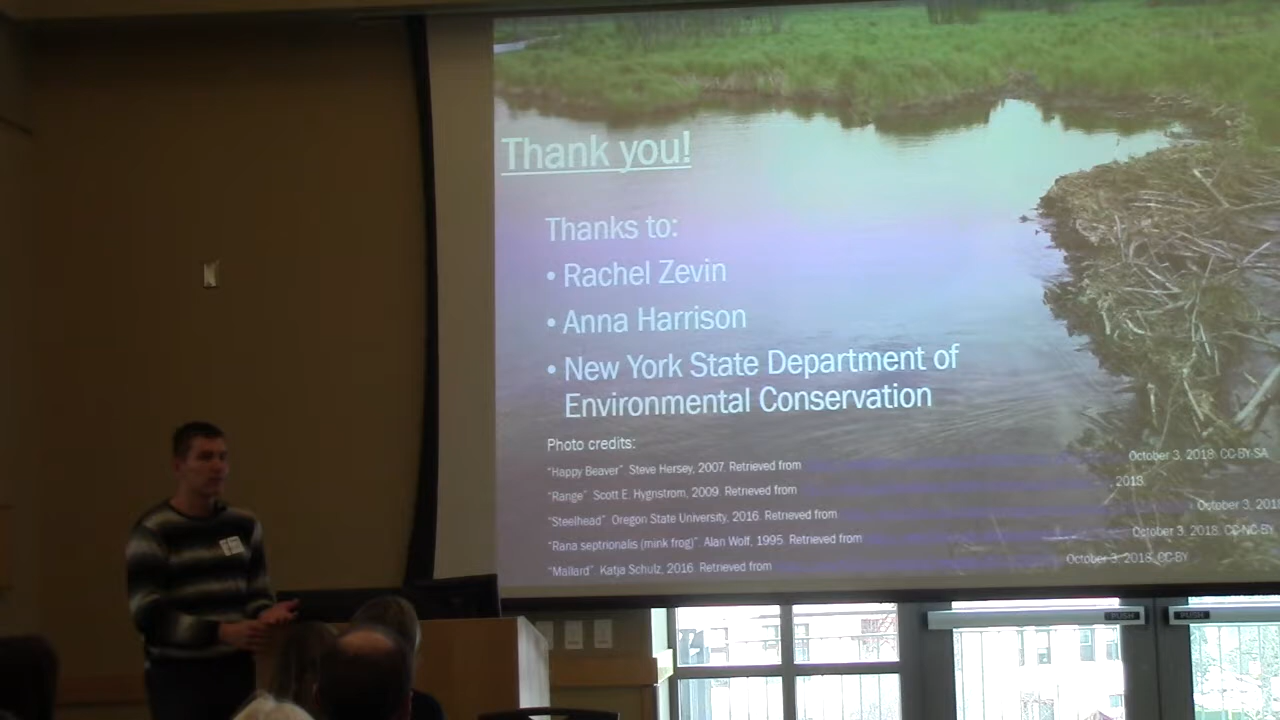 Thank you!
Thanks to:
• Rachel Zevin
• Anna Harrison
• New York State Department of
Environmental Conservation
Photo credits:
"Happy Beaver" Steve Hersey, 2007. Retrieved from October 3, 2018. CC-BY-SA
"Range" Scott E. Hygnstrom, 2009. Retrieved from , 2018.
"Steelhead" Oregon State University, 2016. Retrieved from October 3, 201
"Rana septrionalis (mink frog)" Alan Wolf, 1995. Retrieved from October 3, 2018. CC-NC-BY
"Mallard" Katja Schulz, 2016. Retrieved from October 3, 2018. CC-BY
PUSH
PUSH